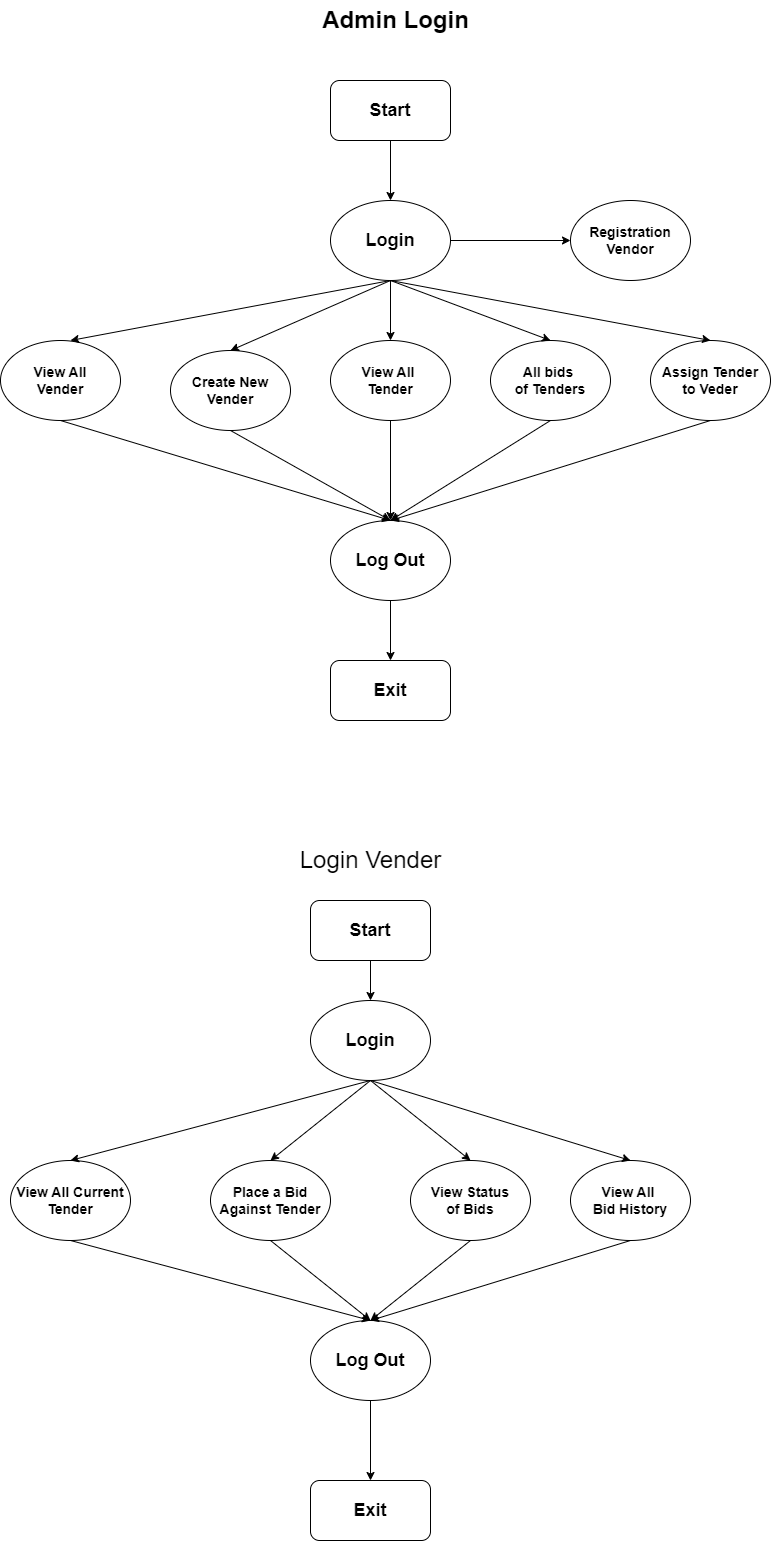 Admin Login
Start
Login
Registration
Vendor
View All
Vender
Create New
Vender
View All
Tender
All bids
of Tenders
Assign Tender
to Veder
Log Out
Exit
Login Vender
Start
Login
View All Current
Tender
Place a Bid
Against Tender
View Status
of Bids
View All
Bid History
Log Out
Exit